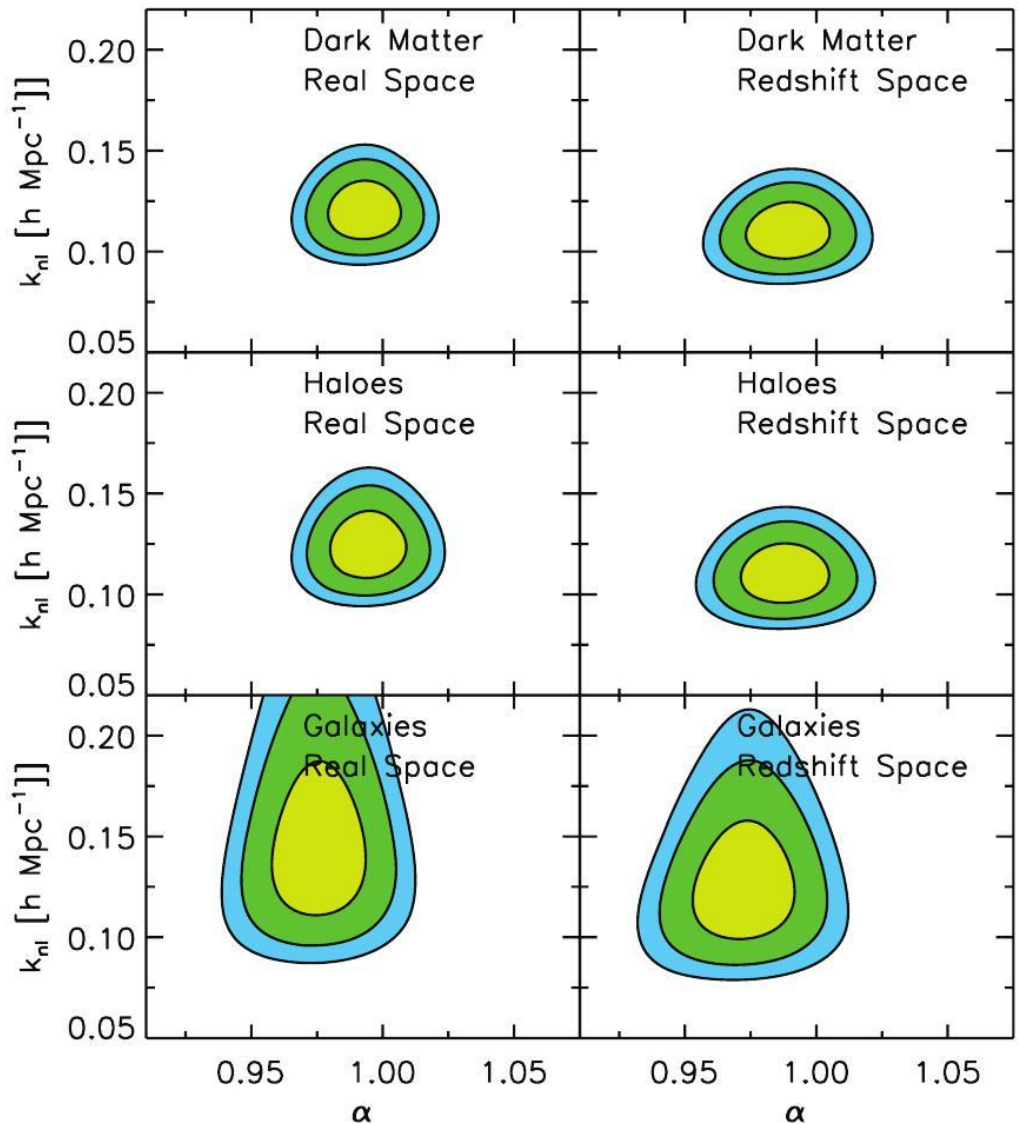 Dark Matter
Real Space
Dark Matter
Redshift Space
k_nl [h Mpc⁻¹]]
0.20
0.15
0.10
0.05
Haloes
Real Space
Haloes
Redshift Space
k_nl [h Mpc⁻¹]]
0.20
0.15
0.10
0.05
Galaxies
Real Space
Galaxies
Redshift Space
k_nl [h Mpc⁻¹]]
0.20
0.15
0.10
0.05
0.95 1.00 1.05
0.95 1.00 1.05
α
α